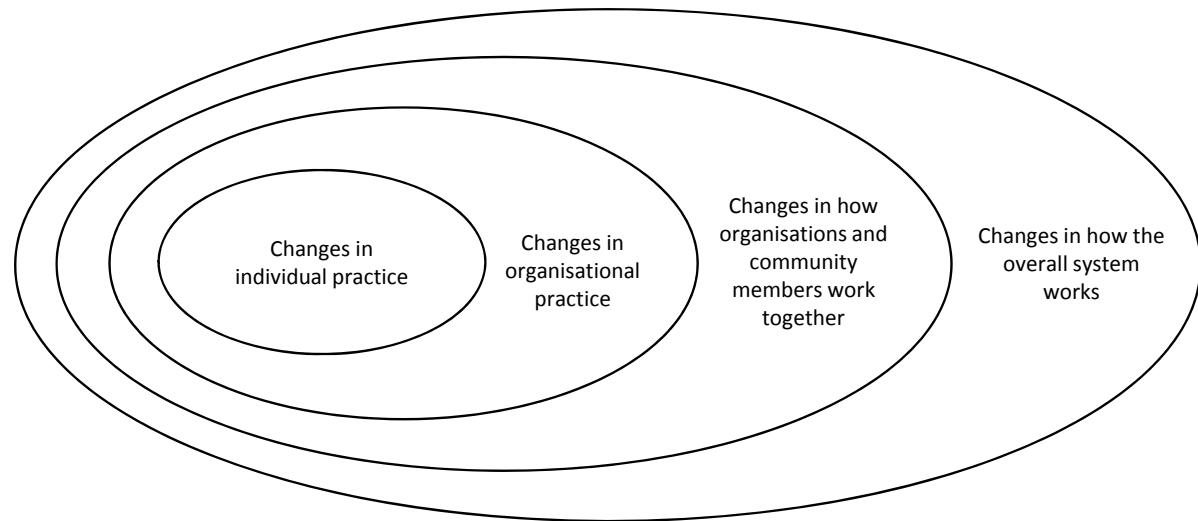 Changes in
individual practice
Changes in
organisational
practice
Changes in how
organisations and
community
members work
together
Changes in how the
overall system
works